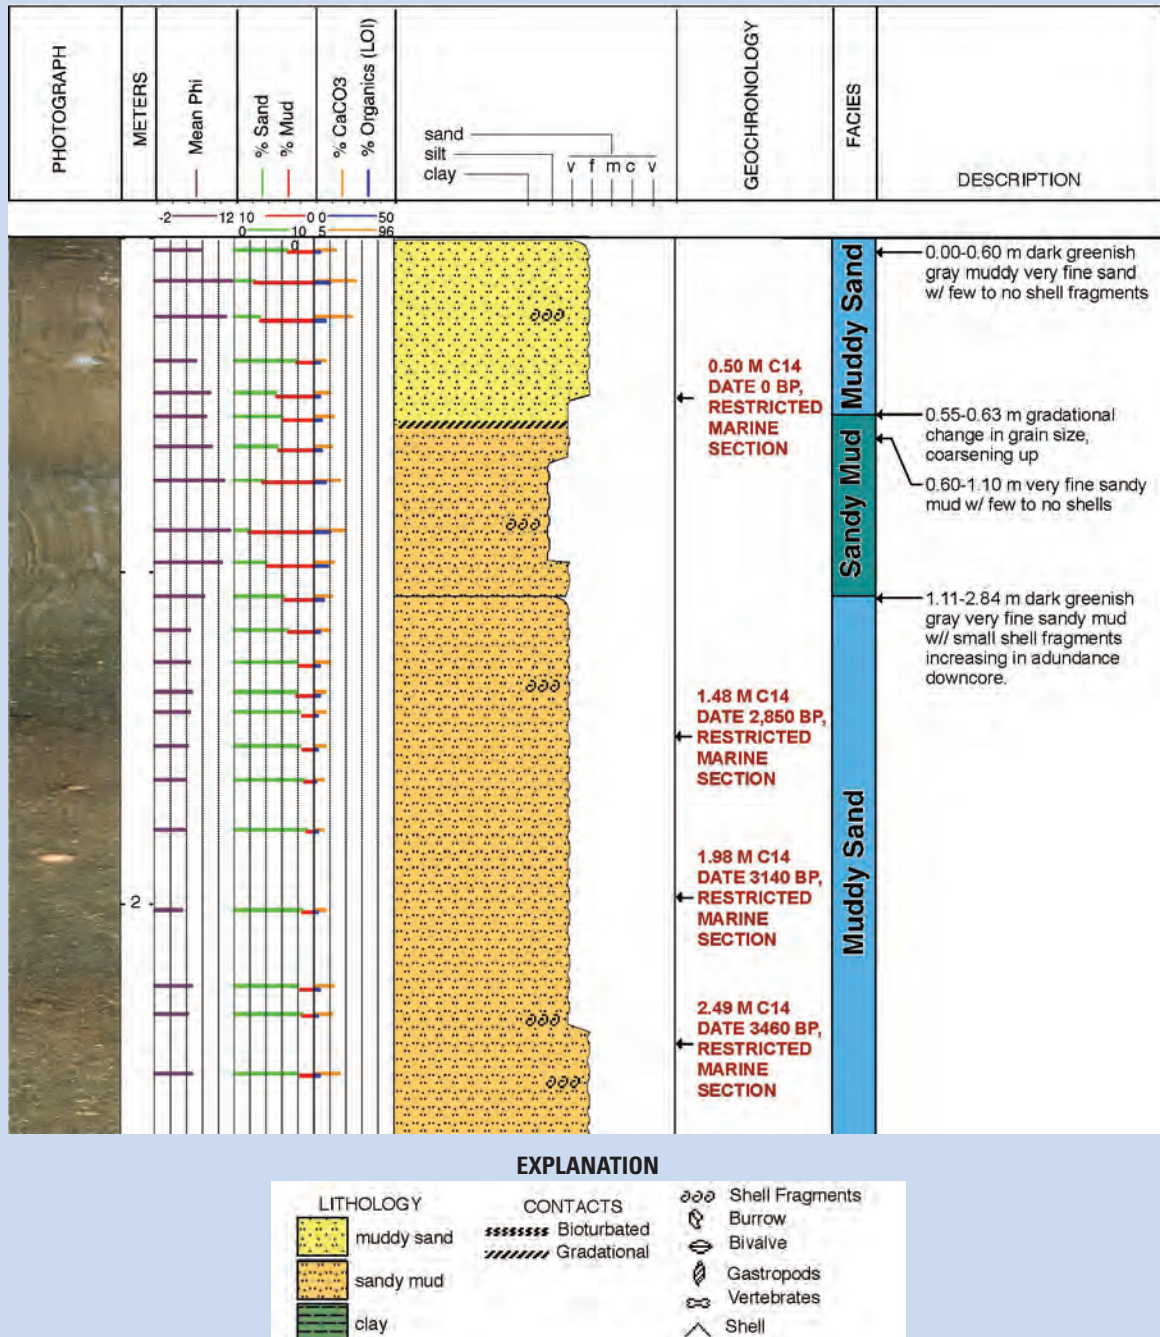 PHOTOGRAPH
METERS
Mean Phi
% Sand
% Mud
% CaCO3
% Organics (LOI)
sand
silt
clay
v f m c v
GEOCHRONOLOGY
FACIES
DESCRIPTION
-2 12 10 0 0 50
0 10 5 96
0
Muddy Sand
0.00-0.60 m dark greenish
gray muddy very fine sand
w/ few to no shell fragments
0.50 M C14
DATE 0 BP,
RESTRICTED
MARINE
SECTION
0.55-0.63 m gradational
change in grain size,
coarsening up
Sandy Mud
0.60-1.10 m very fine sandy
mud w/ few to no shells
1.11-2.84 m dark greenish
gray very fine sandy mud
w// small shell fragments
increasing in adundance
downcore.
1.48 M C14
DATE 2,850 BP,
RESTRICTED
MARINE
SECTION
Muddy Sand
1.98 M C14
DATE 3140 BP,
RESTRICTED
MARINE
SECTION
2
2.49 M C14
DATE 3460 BP,
RESTRICTED
MARINE
SECTION
EXPLANATION
LITHOLOGY
muddy sand
sandy mud
clay
CONTACTS
Bioturbated
Gradational
Shell Fragments
Burrow
Bivalve
Gastropods
Vertebrates
Shell